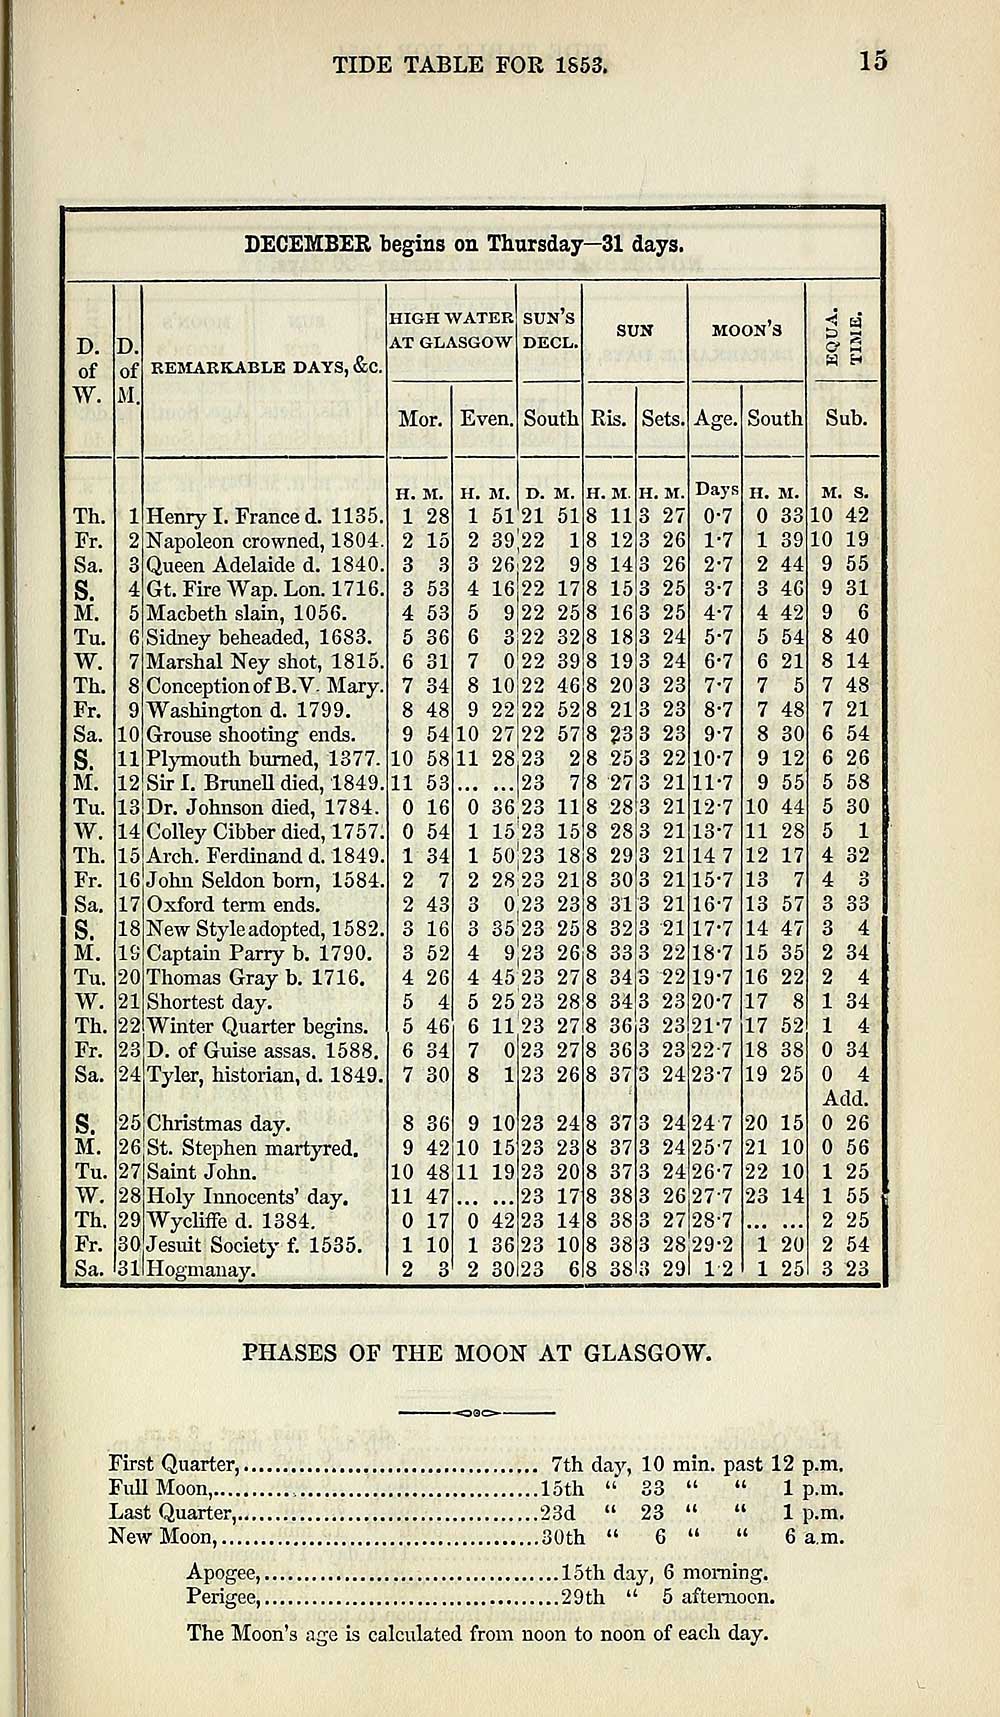 TIDE TABLE FOR 1853. 15
DECEMBER begins on Thursday—31 days.
D. of W. D. of M. REMARKABLE DAYS, &c. HIGH WATER AT GLASGOW SUN'S DECL. SUN MOON'S EQUA. TIME.
Mor. Even. South Ris. Sets. Age. South Sub.
H. M. H. M. D. M. H. M. H. M. Days H. M. M. S.
Th. 1 Henry I. France d. 1135. 1 28 1 51 21 51 8 11 3 27 0·7 0 33 10 42
Fr. 2 Napoleon crowned, 1804. 2 15 2 39 22 1 8 12 3 26 1·7 1 39 10 19
Sa. 3 Queen Adelaide d. 1840. 3 3 3 26 22 9 8 14 3 26 2·7 2 44 9 55
S. 4 Gt. Fire Wap. Lon. 1716. 3 53 4 16 22 17 8 15 3 25 3·7 3 46 9 31
M. 5 Macbeth slain, 1056. 4 53 5 9 22 25 8 16 3 25 4·7 4 42 9 6
Tu. 6 Sidney beheaded, 1683. 5 36 6 3 22 32 8 18 3 24 5·7 5 54 8 40
W. 7 Marshal Ney shot, 1815. 6 31 7 0 22 39 8 19 3 24 6·7 6 21 8 14
Th. 8 Conception of B.V. Mary. 7 34 8 10 22 46 8 20 3 23 7·7 7 5 7 48
Fr. 9 Washington d. 1799. 8 48 9 22 22 52 8 21 3 23 8·7 7 48 7 21
Sa. 10 Grouse shooting ends. 9 54 10 27 22 57 8 23 3 23 9·7 8 30 6 54
S. 11 Plymouth burned, 1377. 10 58 11 28 23 2 8 25 3 22 10·7 9 12 6 26
M. 12 Sir I. Brunell died, 1849. 11 53 ... ... 23 7 8 27 3 21 11·7 9 55 5 58
Tu. 13 Dr. Johnson died, 1784. 0 16 0 36 23 11 8 28 3 21 12·7 10 44 5 30
W. 14 Colley Cibber died, 1757. 0 54 1 15 23 15 8 28 3 21 13·7 11 28 5 1
Th. 15 Arch. Ferdinand d. 1849. 1 34 1 50 23 18 8 29 3 21 14 7 12 17 4 32
Fr. 16 John Seldon born, 1584. 2 7 2 28 23 21 8 30 3 21 15·7 13 7 4 3
Sa. 17 Oxford term ends. 2 43 3 0 23 23 8 31 3 21 16·7 13 57 3 33
S. 18 New Style adopted, 1582. 3 16 3 35 23 25 8 32 3 21 17·7 14 47 3 4
M. 19 Captain Parry b. 1790. 3 52 4 9 23 26 8 33 3 22 18·7 15 35 2 34
Tu. 20 Thomas Gray b. 1716. 4 26 4 45 23 27 8 34 3 22 19·7 16 22 2 4
W. 21 Shortest day. 5 4 5 25 23 28 8 34 3 23 20·7 17 8 1 34
Th. 22 Winter Quarter begins. 5 46 6 11 23 27 8 36 3 23 21·7 17 52 1 4
Fr. 23 D. of Guise assas. 1588. 6 34 7 0 23 27 8 36 3 23 22·7 18 38 0 34
Sa. 24 Tyler, historian, d. 1849. 7 30 8 1 23 26 8 37 3 24 23·7 19 25 0 4
Add.
S. 25 Christmas day. 8 36 9 10 23 24 8 37 3 24 24·7 20 15 0 26
M. 26 St. Stephen martyred. 9 42 10 15 23 23 8 37 3 24 25·7 21 10 0 56
Tu. 27 Saint John. 10 48 11 19 23 20 8 37 3 24 26·7 22 10 1 25
W. 28 Holy Innocents' day. 11 47 ... ... 23 17 8 38 3 26 27·7 23 14 1 55
Th. 29 Wycliffe d. 1384. 0 17 0 42 23 14 8 38 3 27 28·7 ... ... 2 25
Fr. 30 Jesuit Society f. 1535. 1 10 1 36 23 10 8 38 3 28 29·2 1 20 2 54
Sa. 31 Hogmanay. 2 3 2 30 23 6 8 38 3 29 1·2 1 25 3 23
PHASES OF THE MOON AT GLASGOW.
First Quarter,........................................ 7th day, 10 min. past 12 p.m.
Full Moon,............................................15th “ 33 “ “ 1 p.m.
Last Quarter,.........................................23d “ 23 “ “ 1 p.m.
New Moon,...........................................30th “ 6 “ “ 6 a.m.
Apogee,........................................15th day, 6 morning.
Perigee,........................................29th “ 5 afternoon.
The Moon's age is calculated from noon to noon of each day.